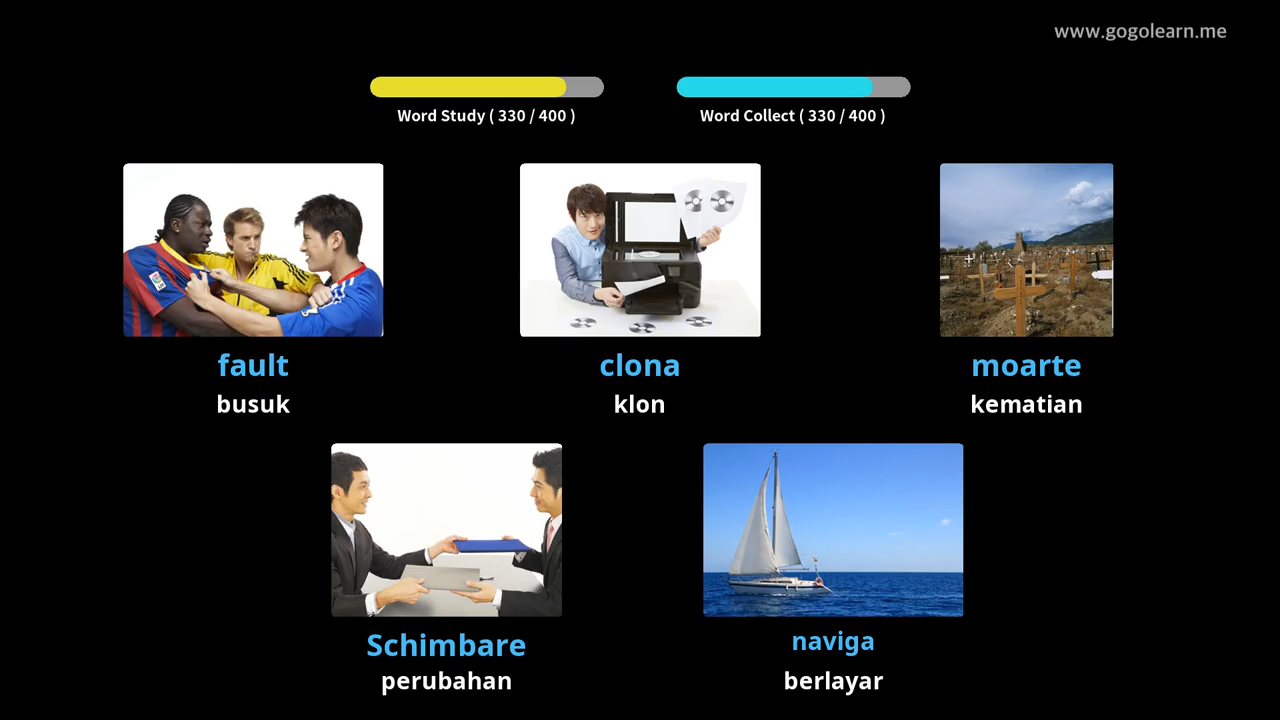 www.gogolearn.me
Word Study ( 330 / 400 )
Word Collect ( 330 / 400 )
fault
busuk
clona
klon
moarte
kematian
Schimbare
perubahan
naviga
berlayar